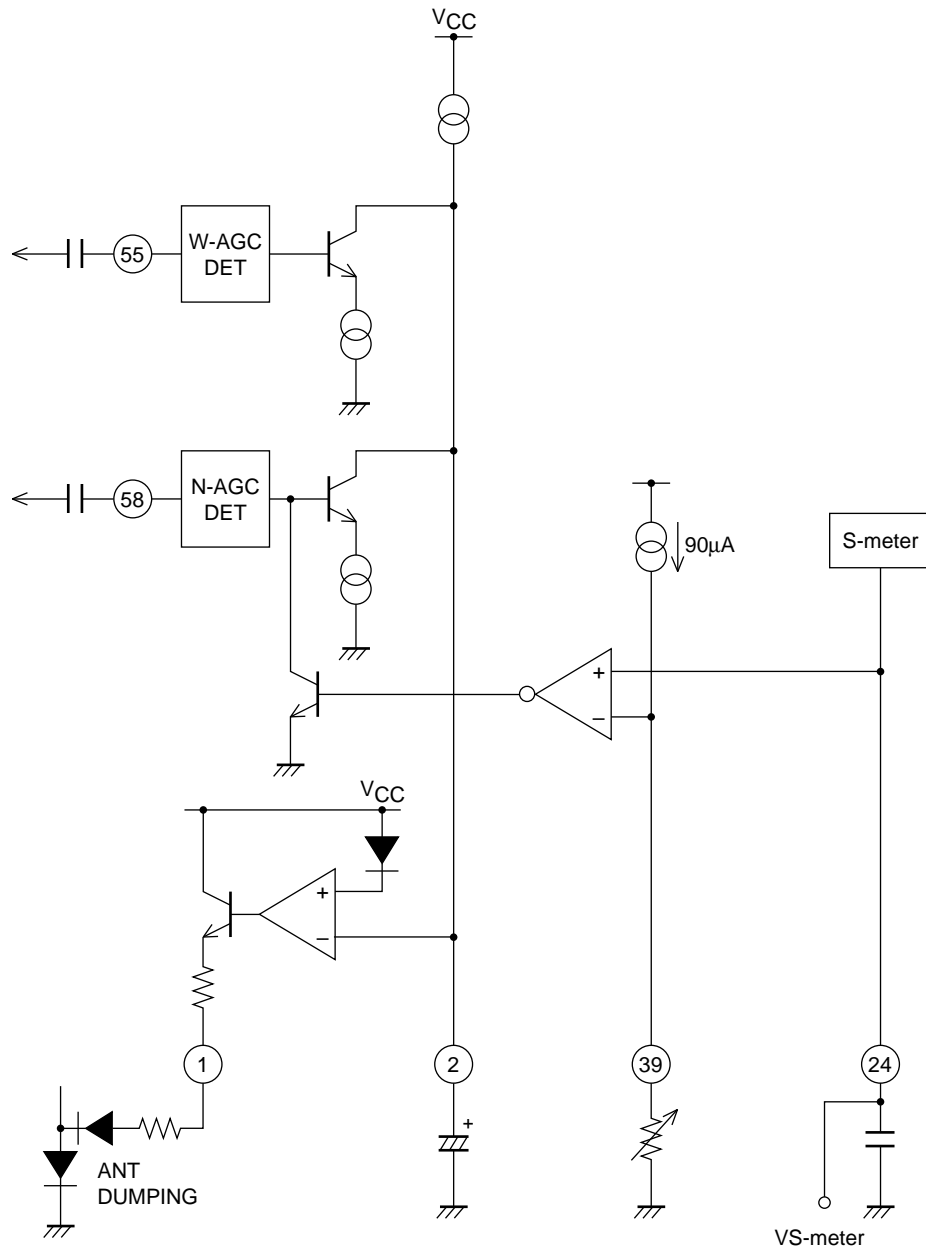 VCC
55
W-AGC
DET
58
N-AGC
DET
90μA
S-meter
+
−
VCC
+
−
1
2
39
24
+
ANT
DUMPING
VS-meter